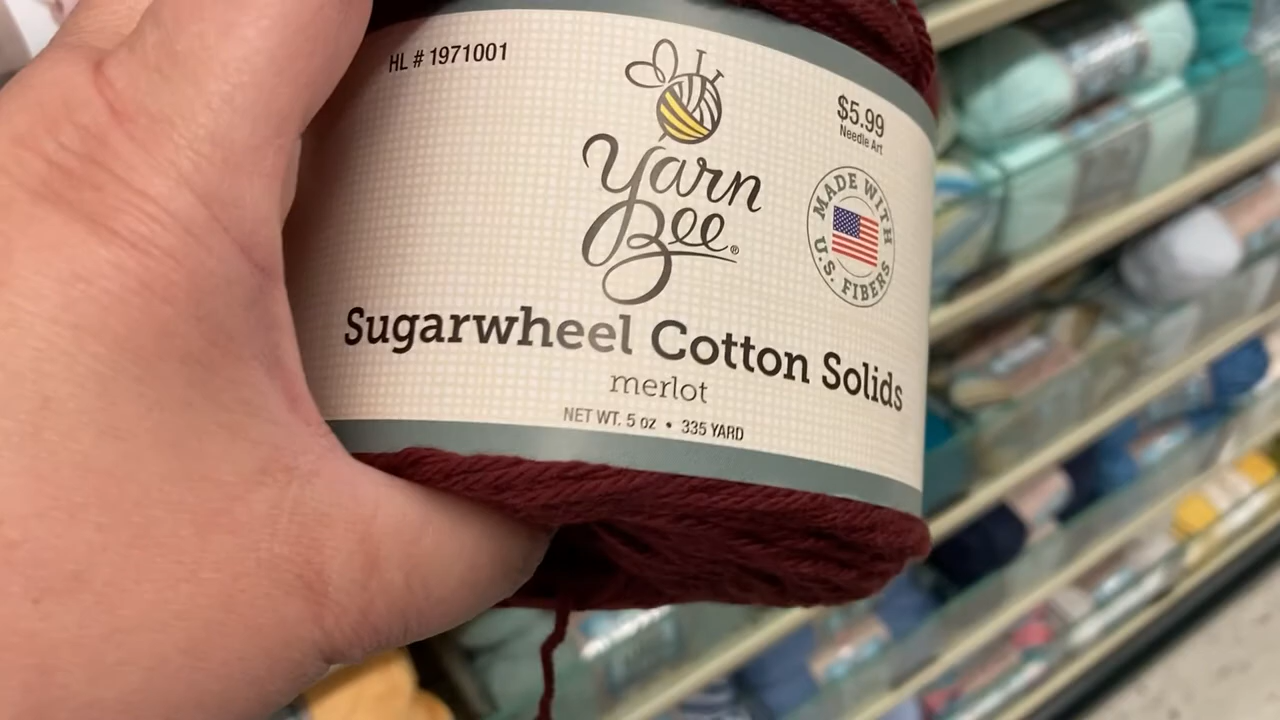 HL # 1971001
$5.99
Needle Art
Yarn
Bee®
MADE WITH
U.S. FIBERS
Sugarwheel Cotton Solids
merlot
NET WT. 5 oz • 335 YARD